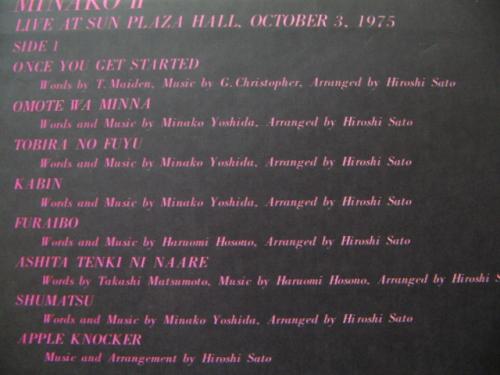 MINAKO II
LIVE AT SUN PLAZA HALL, OCTOBER 3, 1975
SIDE 1
ONCE YOU GET STARTED
Words by T. Maiden, Music by G. Christopher, Arranged by Hiroshi Sato
OMOTE WA MINNA
Words and Music by Minako Yoshida, Arranged by Hiroshi Sato
TOBIRA NO FUYU
Words and Music by Minako Yoshida, Arranged by Hiroshi Sato
KABIN
Words and Music by Minako Yoshida, Arranged by Hiroshi Sato
FURAIBO
Words and Music by Haruomi Hosono, Arranged by Hiroshi Sato
ASHITA TENKI NI NAARE
Words by Takashi Matsumoto, Music by Haruomi Hosono, Arranged by Hiroshi S
SHUMATSU
Words and Music by Minako Yoshida, Arranged by Hiroshi Sato
APPLE KNOCKER
Music and Arrangement by Hiroshi Sato